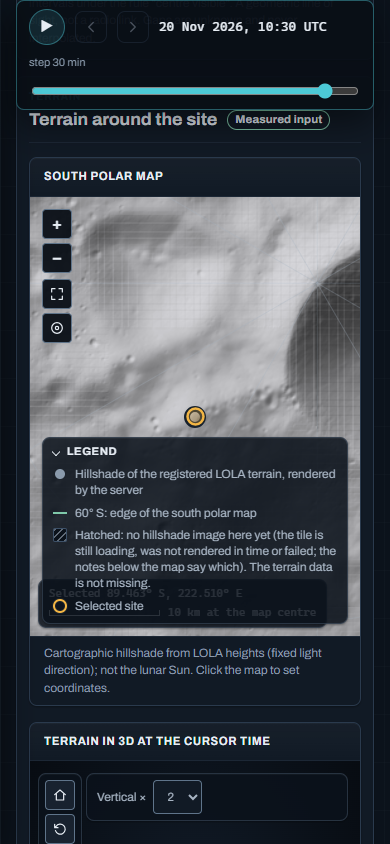 20 Nov 2026, 10:30 UTC
step 30 min
Terrain around the site
Measured input
SOUTH POLAR MAP
+
−
LEGEND
Hillshade of the registered LOLA terrain, rendered
by the server
60° S: edge of the south polar map
Hatched: no hillshade image here yet (the tile is
still loading, was not rendered in time or failed; the
notes below the map say which). The terrain data
is not missing.
Selected 89.463° S, 222.510° E
Selected site
10 km at the map centre
Cartographic hillshade from LOLA heights (fixed light
direction); not the lunar Sun. Click the map to set
coordinates.
TERRAIN IN 3D AT THE CURSOR TIME
Vertical ×
2